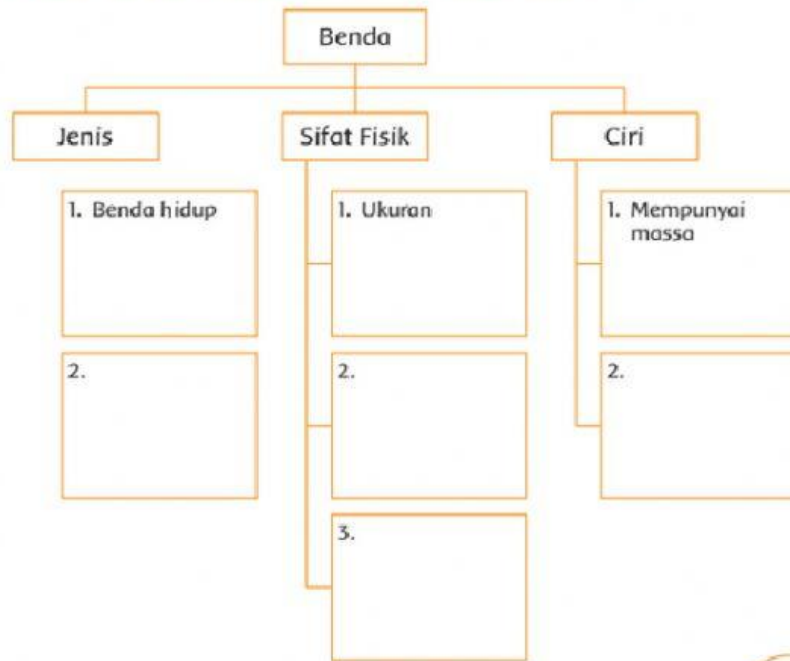 Benda
Jenis
Sifat Fisik
Ciri
1. Benda hidup
2.
1. Ukuran
2.
3.
1. Mempunyai
massa
2.